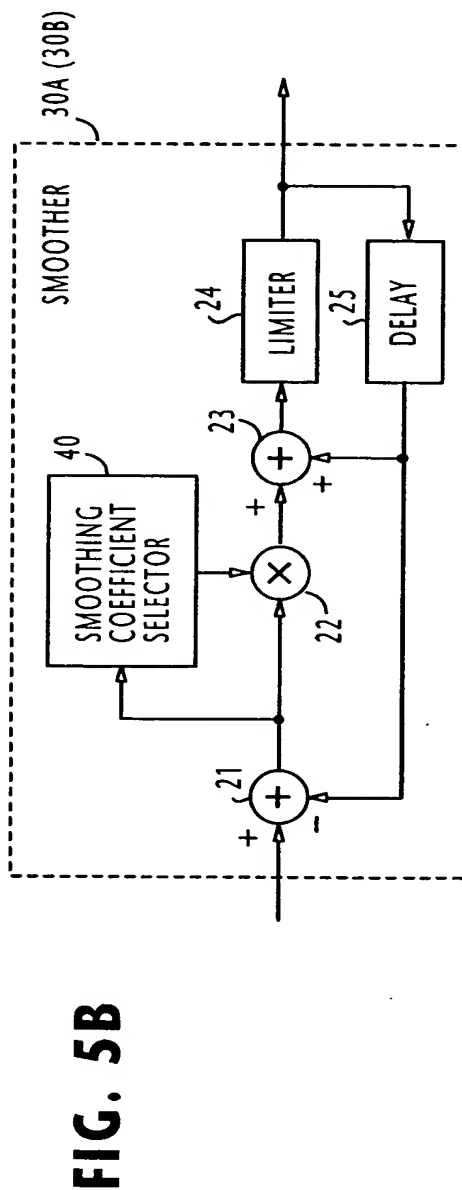 FIG. 5B
30A (30B)
SMOOTHER
40
SMOOTHING
COEFFICIENT
SELECTOR
21
+
+
−
×
22
23
+
+
+
24
LIMITER
25
DELAY